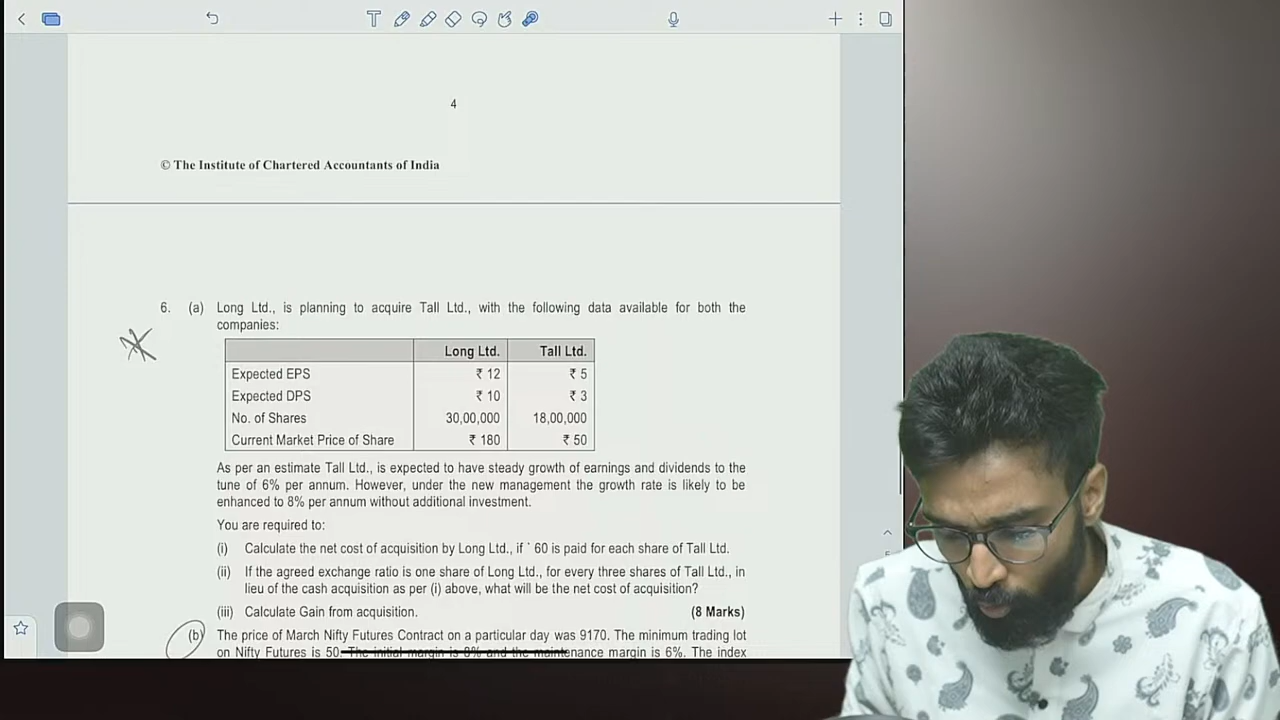 4
© The Institute of Chartered Accountants of India
6. (a) Long Ltd., is planning to acquire Tall Ltd., with the following data available for both the
companies:
Long Ltd. Tall Ltd.
Expected EPS ₹ 12 ₹ 5
Expected DPS ₹ 10 ₹ 3
No. of Shares 30,00,000 18,00,000
Current Market Price of Share ₹ 180 ₹ 50
As per an estimate Tall Ltd., is expected to have steady growth of earnings and dividends to the
tune of 6% per annum. However, under the new management the growth rate is likely to be
enhanced to 8% per annum without additional investment.
You are required to:
(i) Calculate the net cost of acquisition by Long Ltd., if ` 60 is paid for each share of Tall Ltd.
(ii) If the agreed exchange ratio is one share of Long Ltd., for every three shares of Tall Ltd., in
lieu of the cash acquisition as per (i) above, what will be the net cost of acquisition?
(iii) Calculate Gain from acquisition. (8 Marks)
(b) The price of March Nifty Futures Contract on a particular day was 9170. The minimum trading lot
on Nifty Futures is 50. The initial margin is 8% and the maintenance margin is 6%. The index